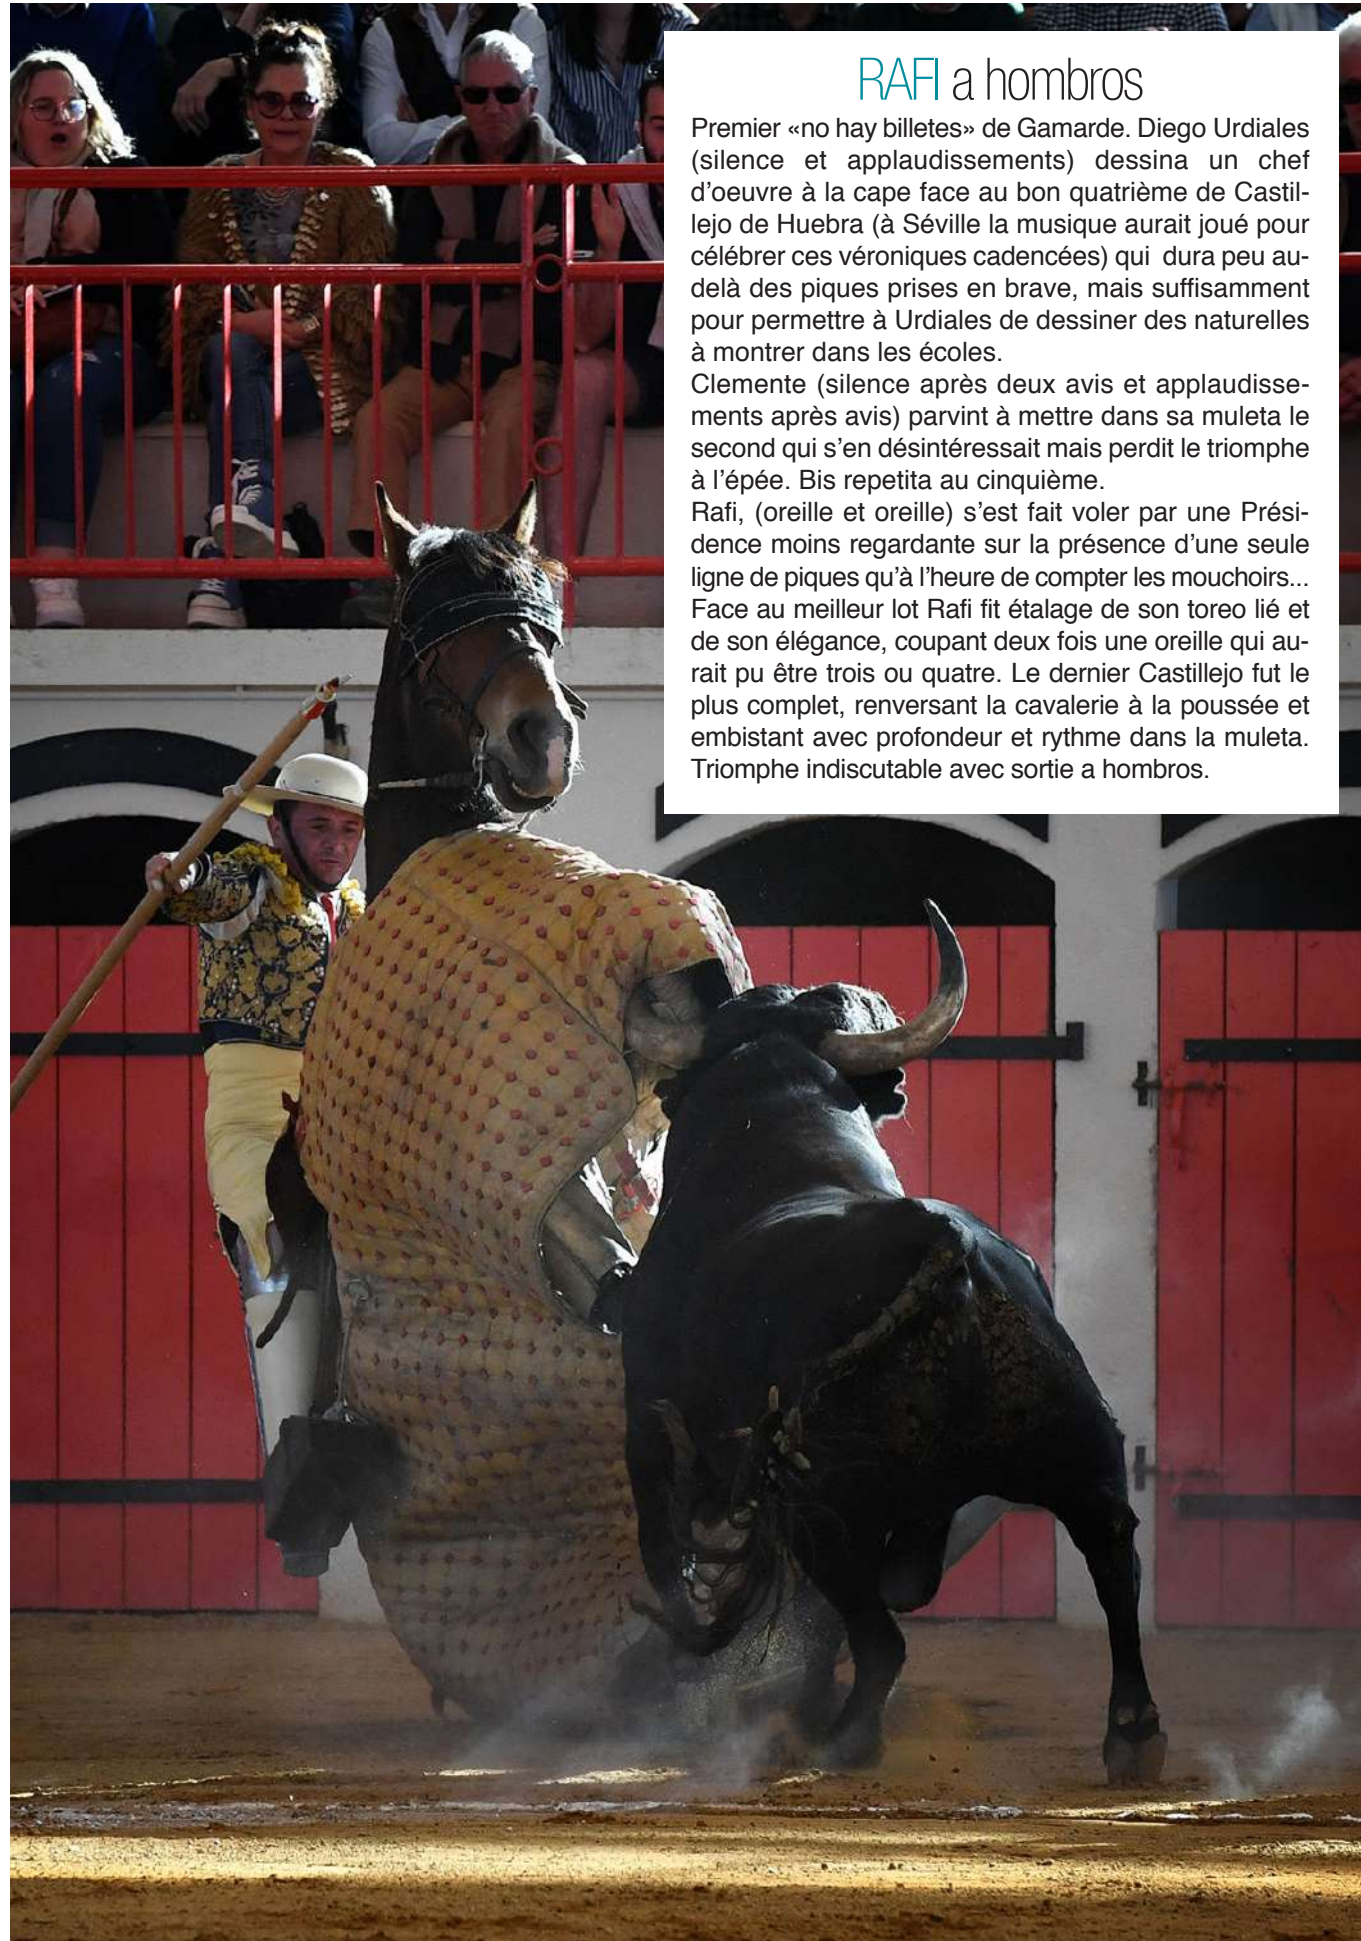 RAFI a hombros
Premier «no hay billetes» de Gamarde. Diego Urdiales
(silence et applaudissements) dessina un chef
d'oeuvre à la cape face au bon quatrième de Castil-
lejo de Huebra (à Séville la musique aurait joué pour
célébrer ces véroniques cadencées) qui dura peu au-
delà des piques prises en brave, mais suffisamment
pour permettre à Urdiales de dessiner des naturelles
à montrer dans les écoles.
Clemente (silence après deux avis et applaudisse-
ments après avis) parvint à mettre dans sa muleta le
second qui s'en désintéressait mais perdit le triomphe
à l'épée. Bis repetita au cinquième.
Rafi, (oreille et oreille) s'est fait voler par une Prési-
dence moins regardante sur la présence d'une seule
ligne de piques qu'à l'heure de compter les mouchoirs...
Face au meilleur lot Rafi fit étalage de son toreo lié et
de son élégance, coupant deux fois une oreille qui au-
rait pu être trois ou quatre. Le dernier Castillejo fut le
plus complet, renversant la cavalerie à la poussée et
embistant avec profondeur et rythme dans la muleta.
Triomphe indiscutable avec sortie a hombros.